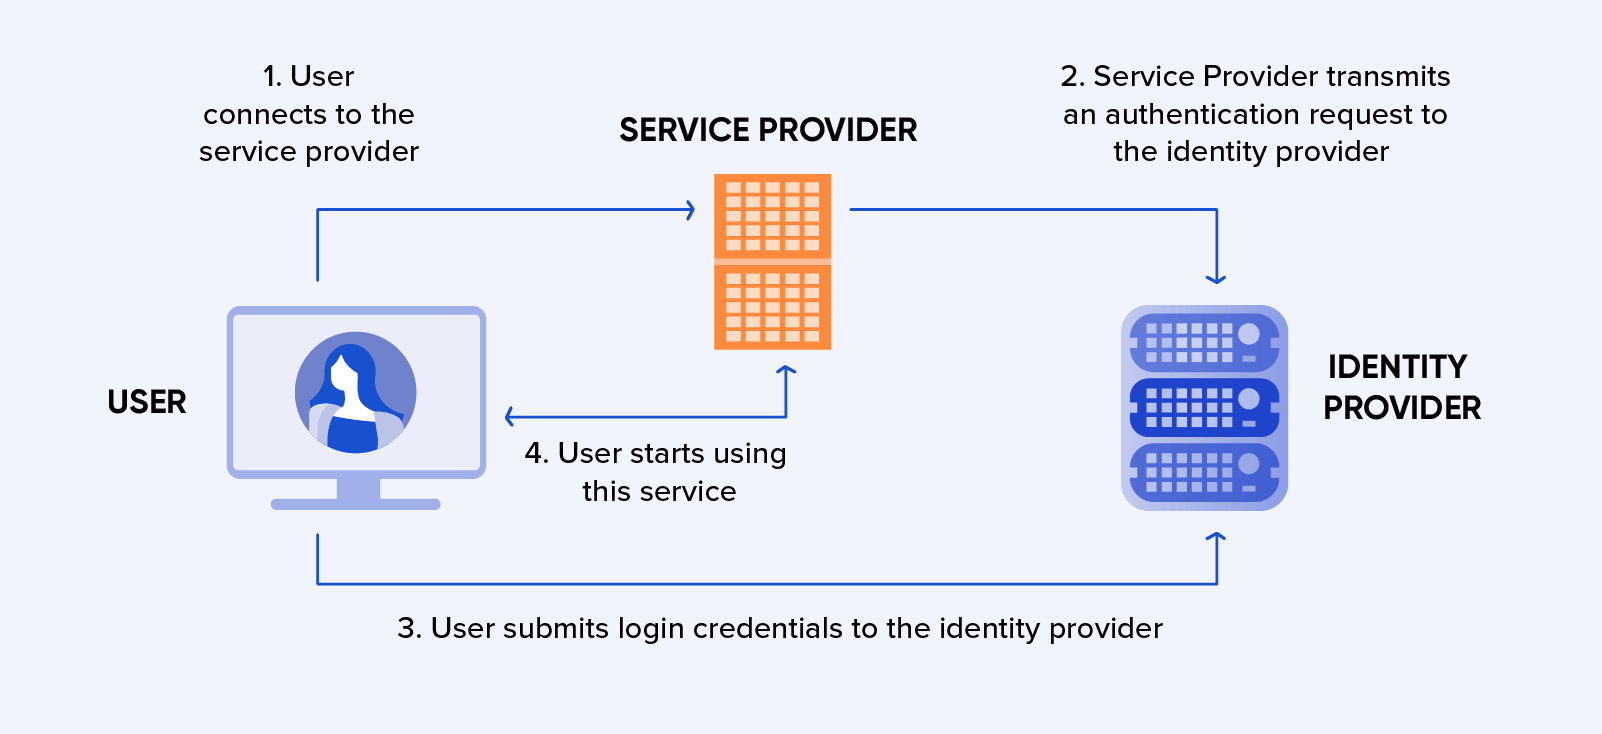 1. User
connects to the
service provider
SERVICE PROVIDER
2. Service Provider transmits
an authentication request to
the identity provider
USER
IDENTITY
PROVIDER
4. User starts using
this service
3. User submits login credentials to the identity provider